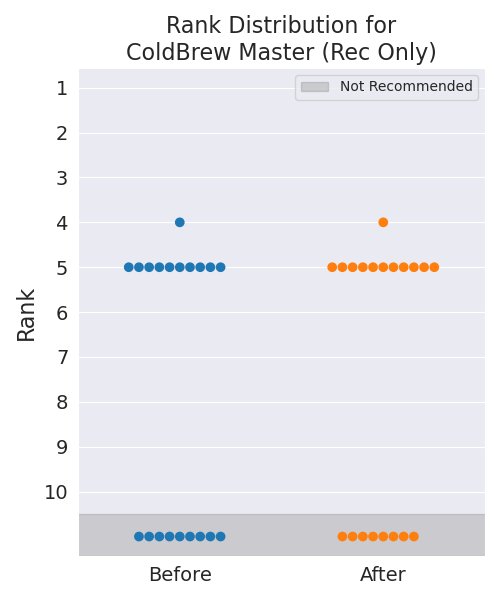 Rank Distribution for
ColdBrew Master (Rec Only)
Not Recommended
1
2
3
4
5
6
7
8
9
10
Rank
Before
After